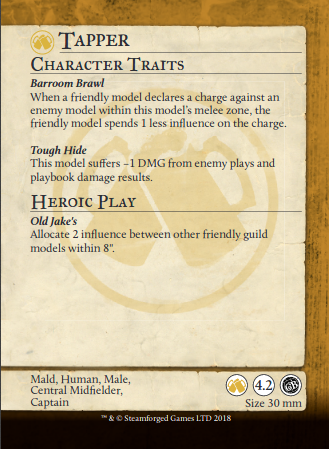 TAPPER
CHARACTER TRAITS
Barroom Brawl
When a friendly model declares a charge against an
enemy model within this model's melee zone, the
friendly model spends 1 less influence on the charge.
Tough Hide
This model suffers −1 DMG from enemy plays and
playbook damage results.
HEROIC PLAY
Old Jake's
Allocate 2 influence between other friendly guild
models within 8".
Mald, Human, Male,
Central Midfielder,
Captain
4.2
Size 30 mm
™ & © Steamforged Games LTD 2018